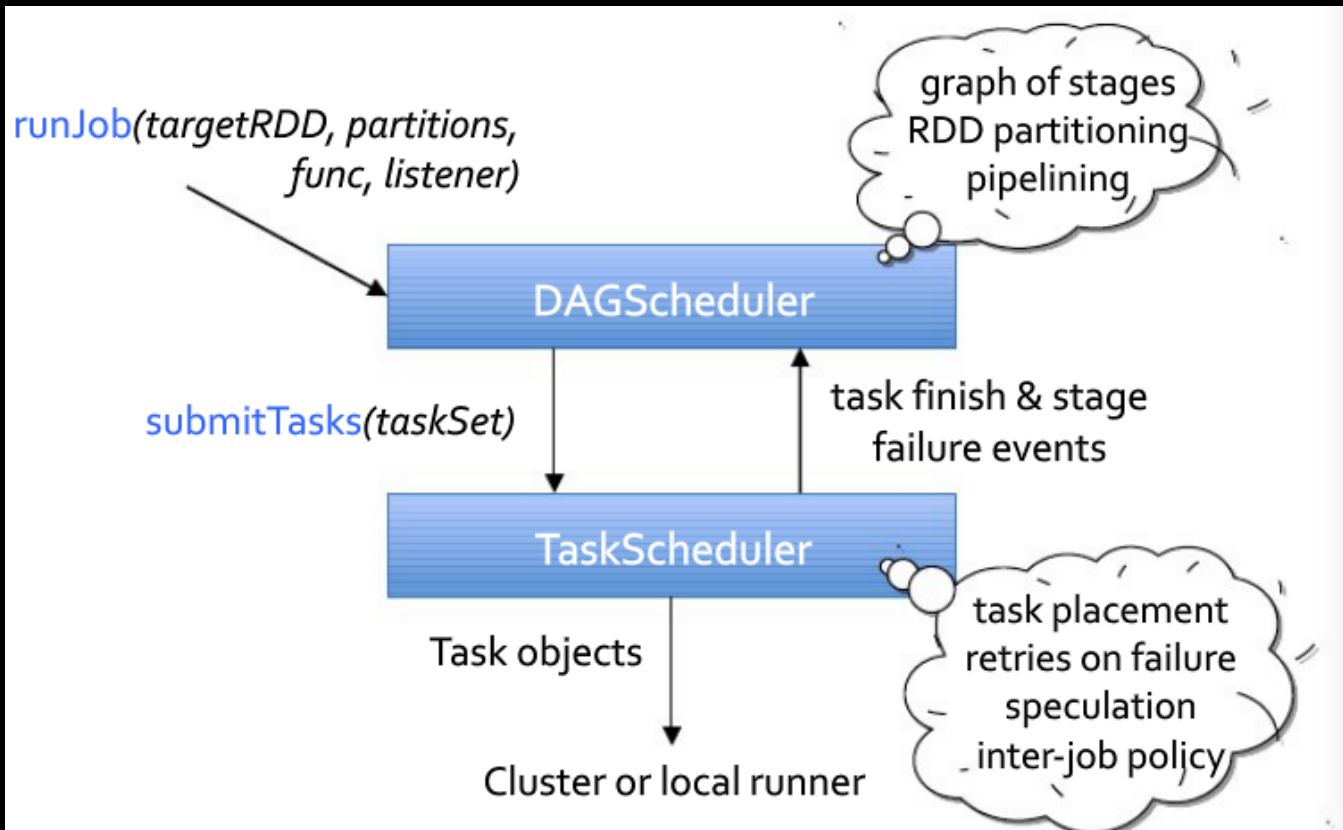 graph of stages
RDD partitioning
pipelining
runJob(targetRDD, partitions,
func, listener)
DAGScheduler
submitTasks(taskSet)
task finish & stage
failure events
TaskScheduler
task placement
retries on failure
speculation
inter-job policy
Task objects
Cluster or local runner